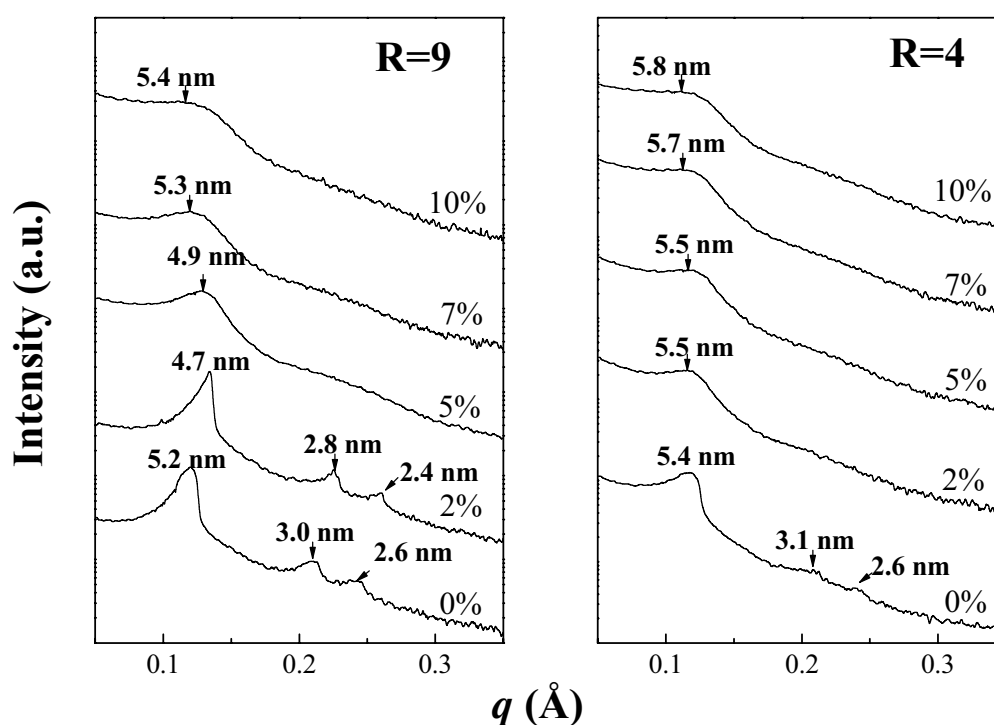 R=9
5.4 nm
10%
5.3 nm
7%
4.9 nm
5%
4.7 nm
2.8 nm
2.4 nm
2%
5.2 nm
3.0 nm
2.6 nm
0%
0.1
0.2
0.3
R=4
5.8 nm
10%
5.7 nm
7%
5.5 nm
5%
5.5 nm
2%
5.4 nm
3.1 nm
2.6 nm
0%
0.1
0.2
0.3
Intensity (a.u.)
q (Å)